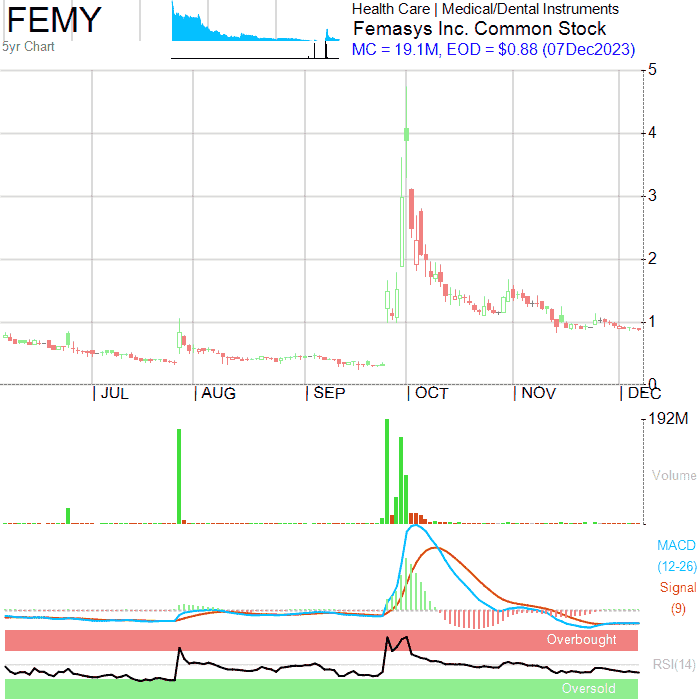 FEMY
5yr Chart
Health Care | Medical/Dental Instruments
Femasys Inc. Common Stock
MC = 19.1M, EOD = $0.88 (07Dec2023)
5
4
3
2
1
0
| JUL | AUG | SEP | OCT | NOV | DEC
192M
Volume
MACD
(12-26)
Signal
(9)
Overbought
RSI(14)
Oversold